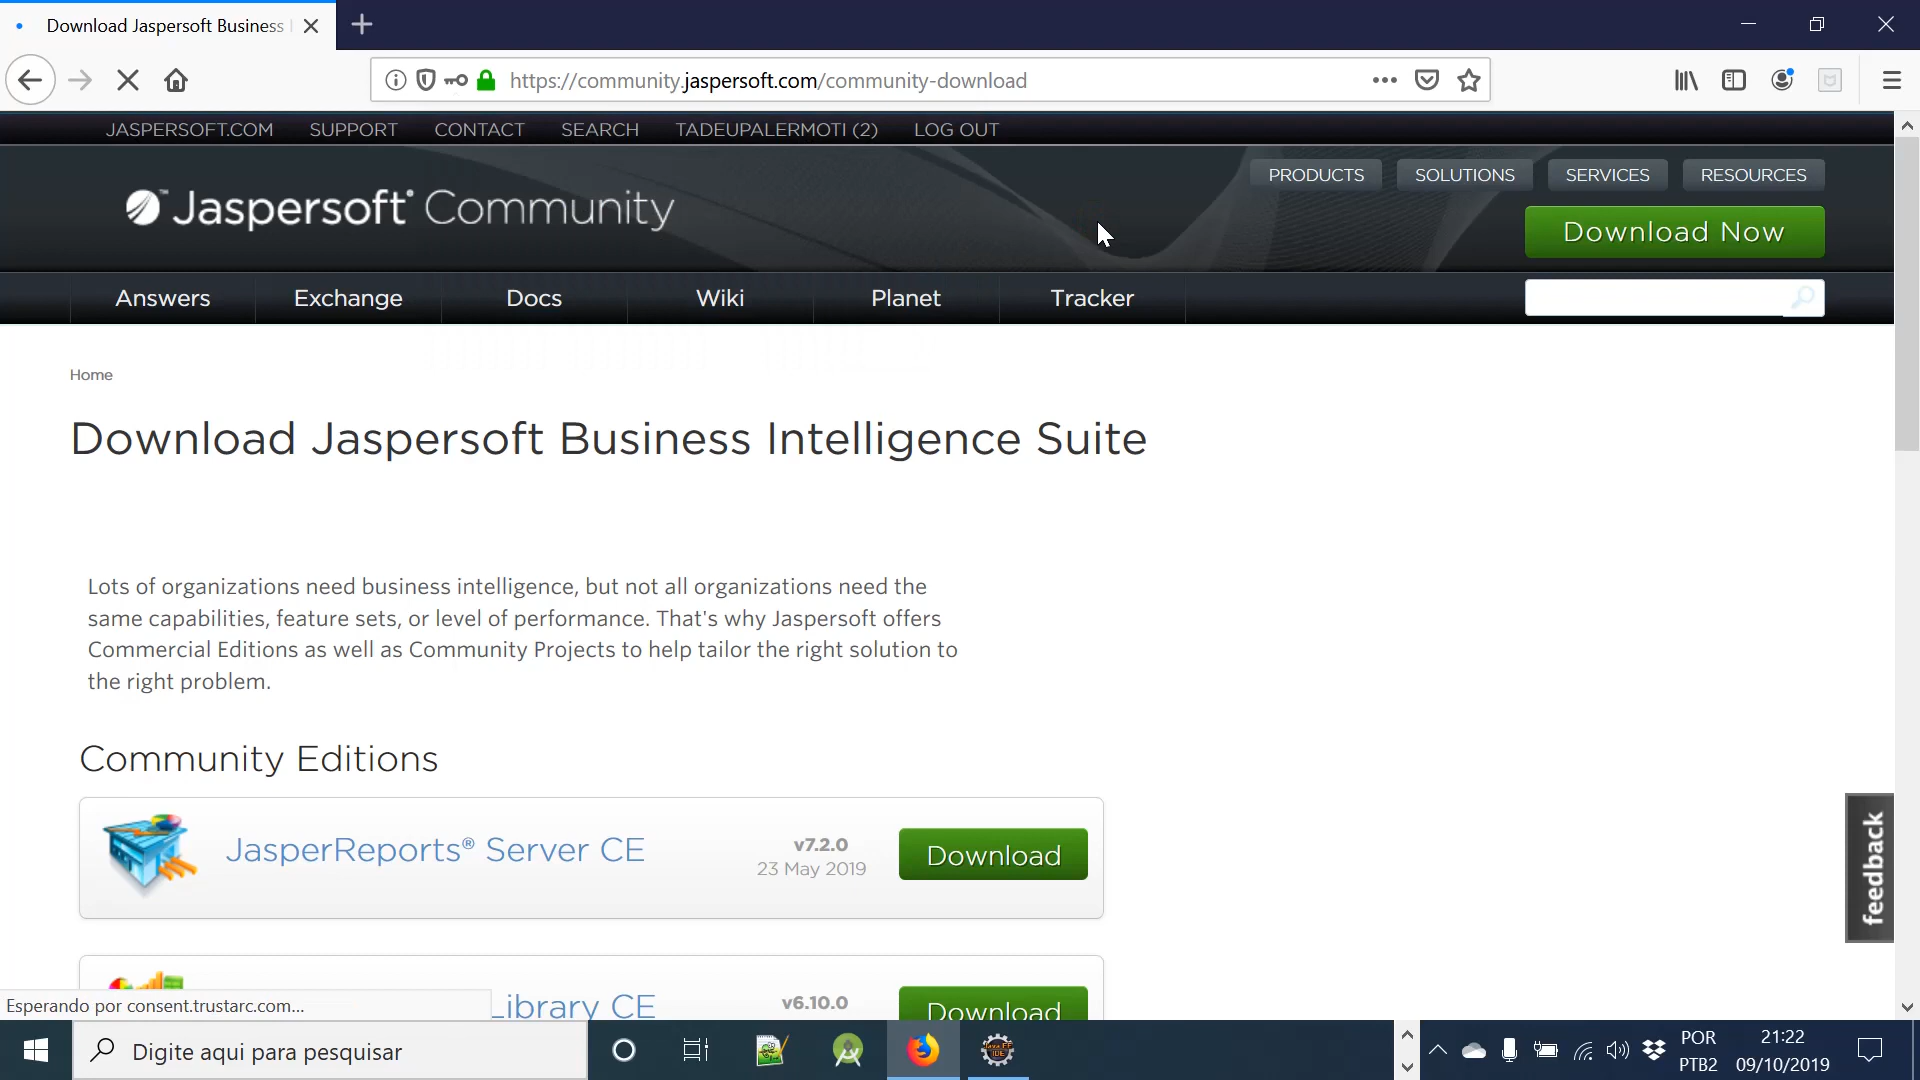 Download Jaspersoft Business
https://community.jaspersoft.com/community-download
JASPERSOFT.COM SUPPORT CONTACT SEARCH TADEUPALERMOTI (2) LOG OUT
PRODUCTS SOLUTIONS SERVICES RESOURCES
Jaspersoft® Community™
Download Now
Answers Exchange Docs Wiki Planet Tracker
Home
Download Jaspersoft Business Intelligence Suite
Lots of organizations need business intelligence, but not all organizations need the
same capabilities, feature sets, or level of performance. That's why Jaspersoft offers
Commercial Editions as well as Community Projects to help tailor the right solution to
the right problem.
Community Editions
JasperReports® Server CE
v7.2.0
23 May 2019
Download
feedback
Library CE
v6.10.0
Download
Esperando por consent.trustarc.com...
Digite aqui para pesquisar
Java EE
IDE
POR
PTB2
21:22
09/10/2019